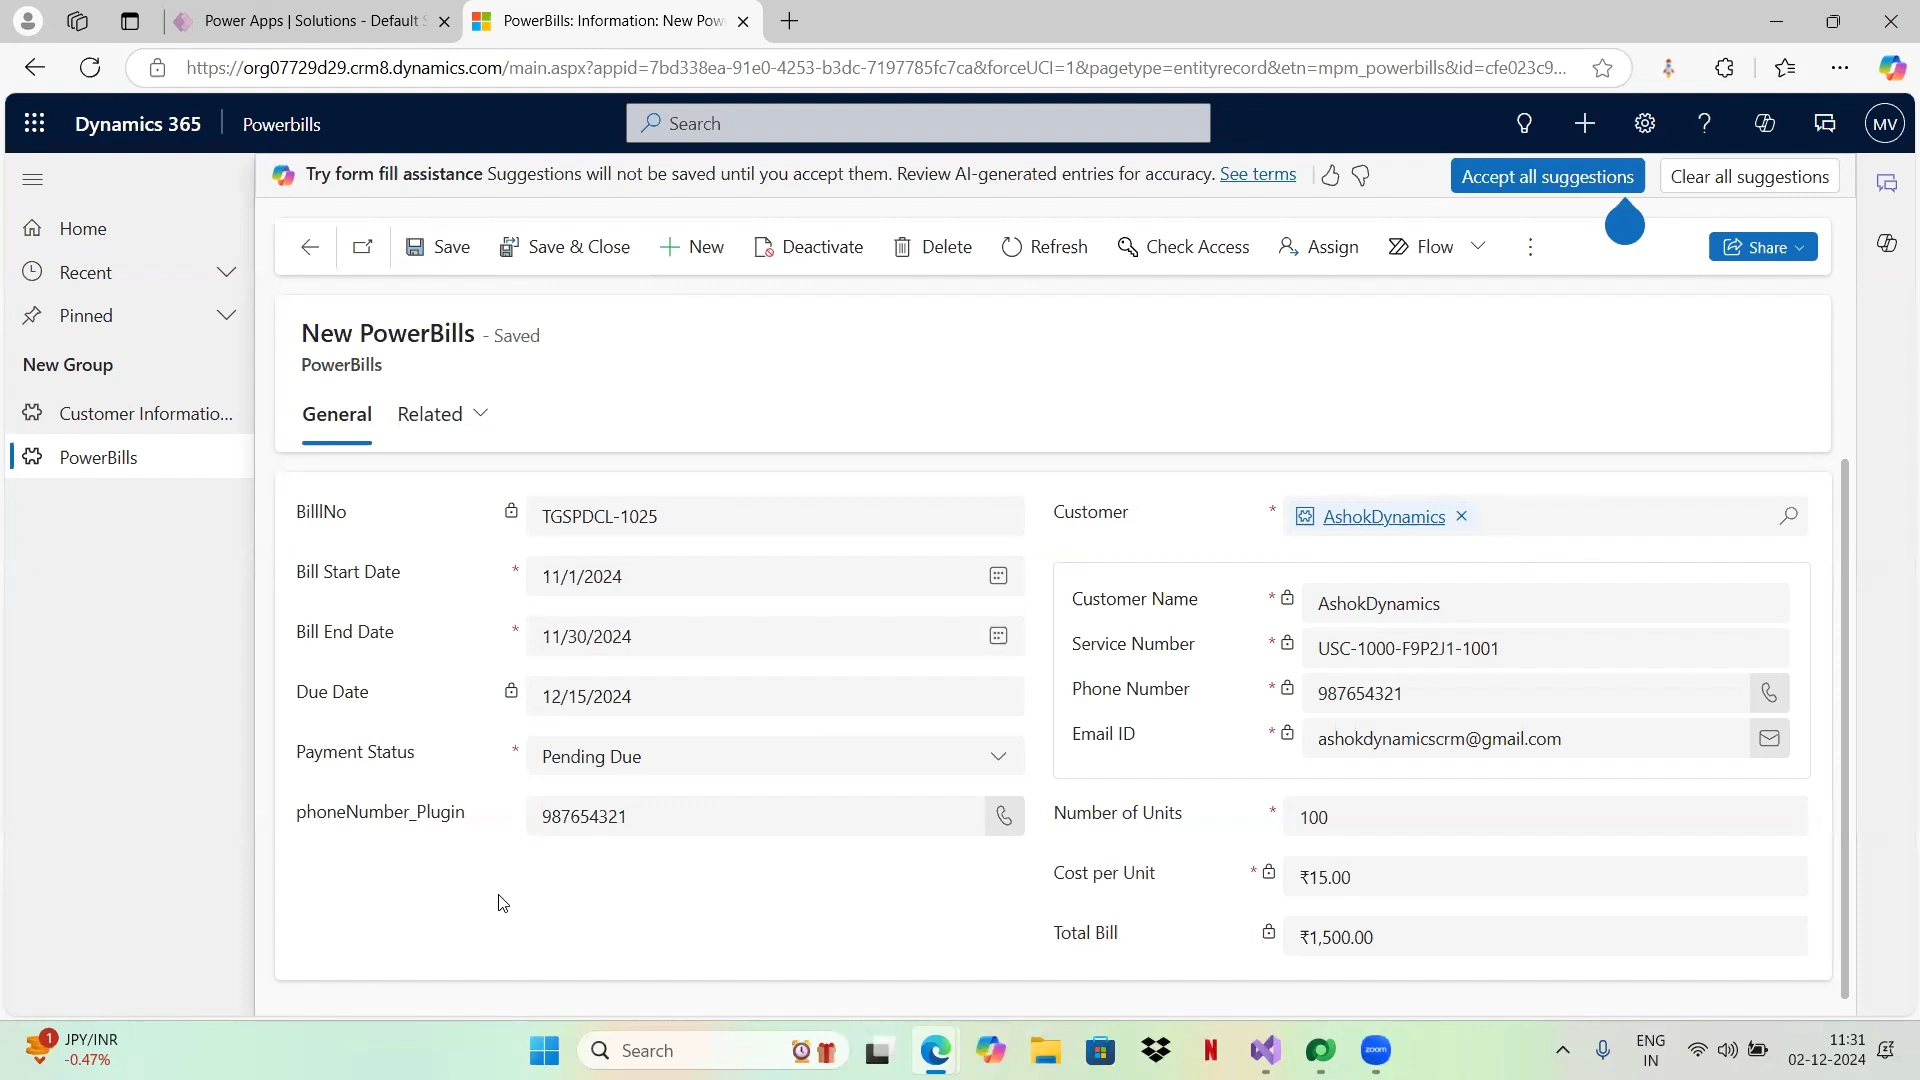 Power Apps | Solutions - Default S
PowerBills: Information: New Pow
https://org07729d29.crm8.dynamics.com/main.aspx?appid=7bd338ea-91e0-4253-b3dc-7197785fc7ca&forceUCI=1&pagetype=entityrecord&etn=mpm_powerbills&id=cfe023c9...
Dynamics 365
Powerbills
Search
MV
Try form fill assistance Suggestions will not be saved until you accept them. Review AI-generated entries for accuracy. See terms
Accept all suggestions
Clear all suggestions
Home
Recent
Pinned
New Group
Customer Informatio...
PowerBills
Save
Save & Close
New
Deactivate
Delete
Refresh
Check Access
Assign
Flow
Share
New PowerBills - Saved
PowerBills
General
Related
BilllNo
TGSPDCL-1025
Bill Start Date *
11/1/2024
Bill End Date *
11/30/2024
Due Date
12/15/2024
Payment Status *
Pending Due
phoneNumber_Plugin
987654321
Customer *
AshokDynamics
Customer Name *
AshokDynamics
Service Number *
USC-1000-F9P2J1-1001
Phone Number *
987654321
Email ID *
ashokdynamicscrm@gmail.com
Number of Units *
100
Cost per Unit *
₹15.00
Total Bill
₹1,500.00
1
JPY/INR
-0.47%
Search
N
zoom
ENG
IN
11:31
02-12-2024